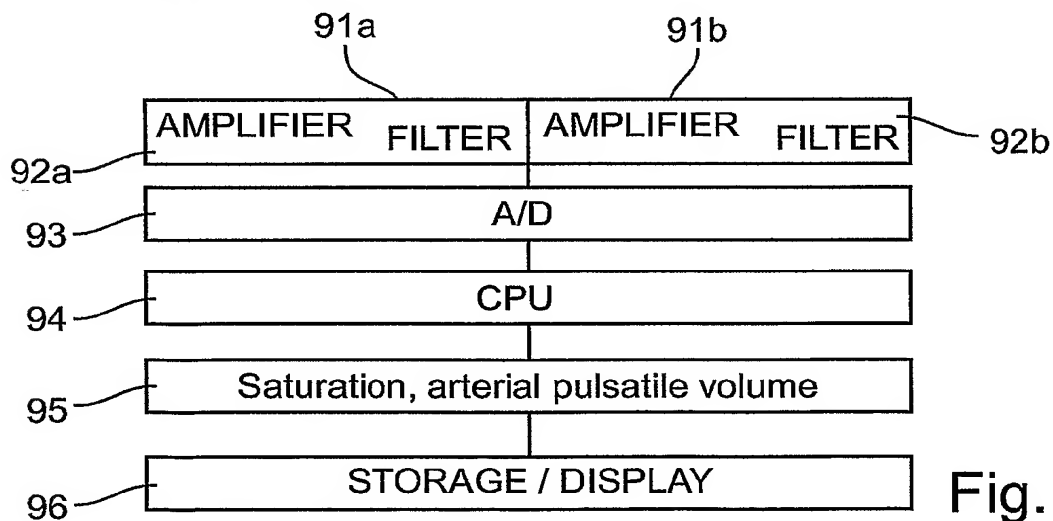 91a 91b
AMPLIFIER FILTER AMPLIFIER FILTER
92a 92b
A/D
93
CPU
94
Saturation, arterial pulsatile volume
95
STORAGE / DISPLAY
96
Fig.